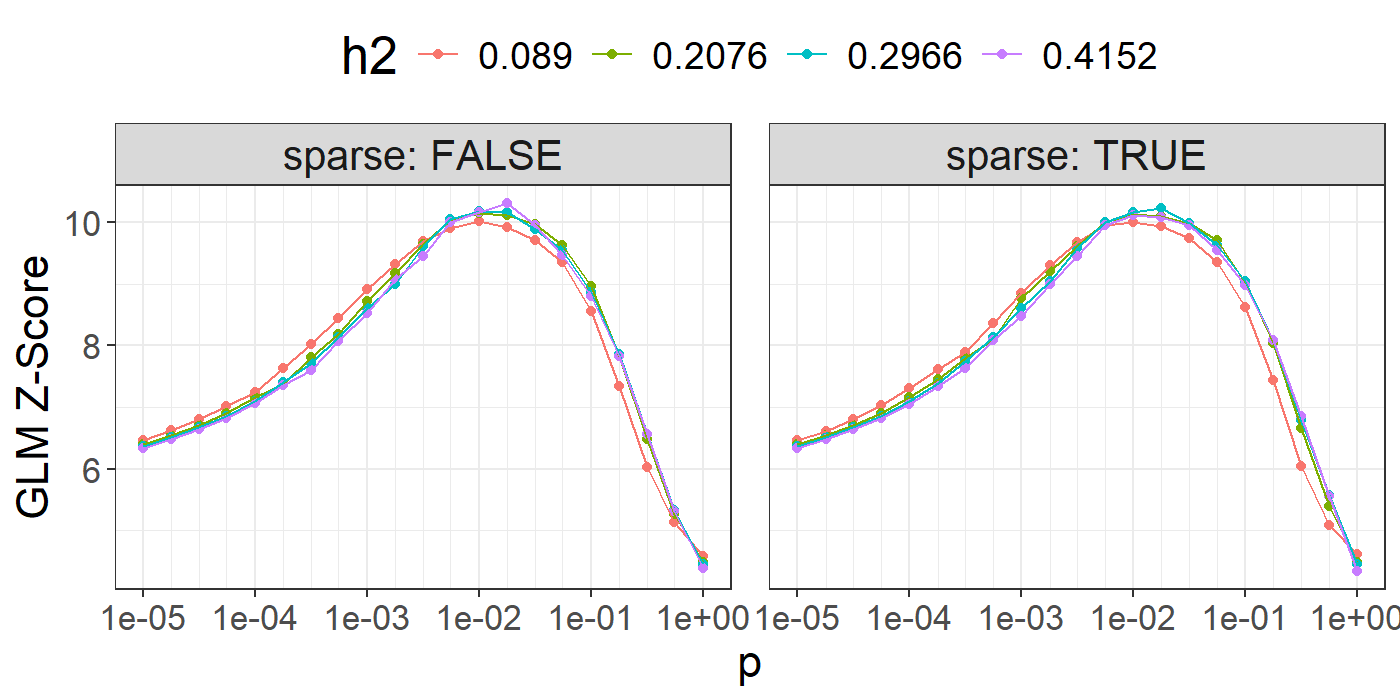 h2 0.089 0.2076 0.2966 0.4152
sparse: FALSE sparse: TRUE
GLM Z-Score
10
8
6
1e-05 1e-04 1e-03 1e-02 1e-01 1e+00 1e-05 1e-04 1e-03 1e-02 1e-01 1e+00
p